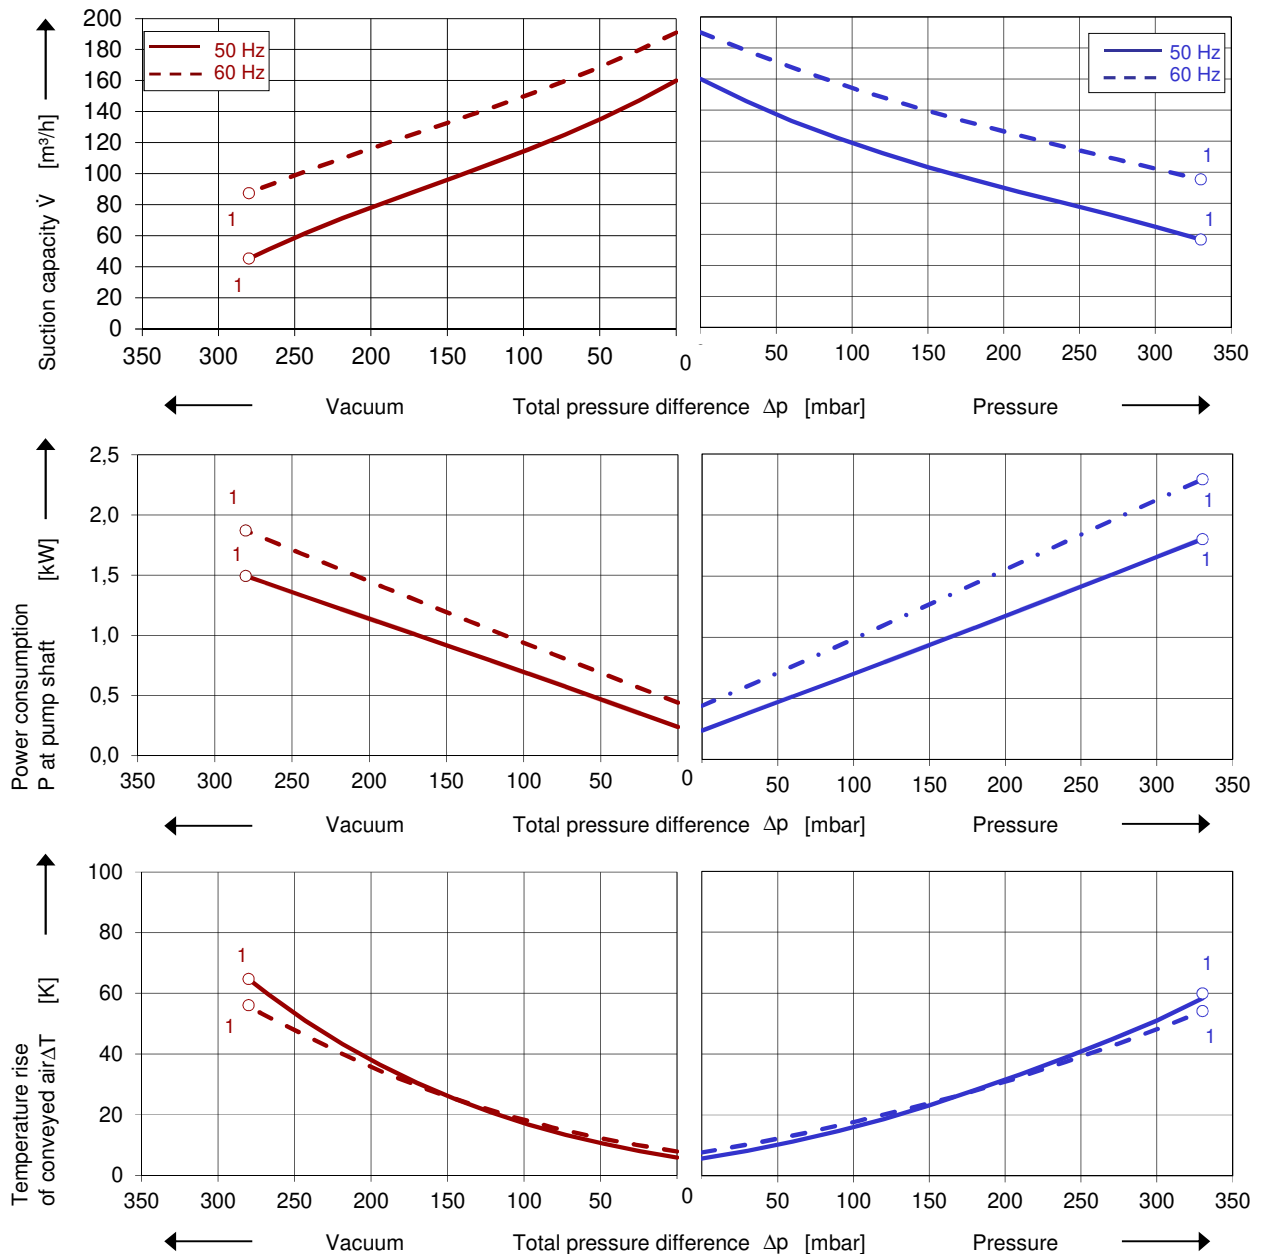 Suction capacity V̇ [m³/h]
200
180
160
140
120
100
80
60
40
20
0
50 Hz
60 Hz
1
1
350 300 250 200 150 100 50 0
50 Hz
60 Hz
1
1
50 100 150 200 250 300 350
Vacuum Total pressure difference Δp [mbar] Pressure
Power consumption
P at pump shaft [kW]
2,5
2,0
1,5
1,0
0,5
0,0
1
1
350 300 250 200 150 100 50 0
1
1
50 100 150 200 250 300 350
Vacuum Total pressure difference Δp [mbar] Pressure
Temperature rise
of conveyed airΔT [K]
100
80
60
40
20
0
1
1
350 300 250 200 150 100 50 0
1
1
50 100 150 200 250 300 350
Vacuum Total pressure difference Δp [mbar] Pressure